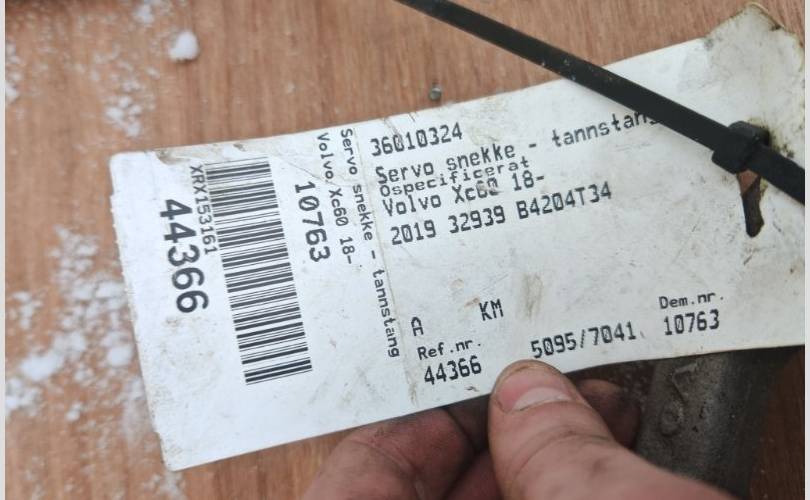 36010324
Servo snekke - tannstang
Ospecificerat
Volvo Xc60 18-
2019 32939 B4204T34
A KM
Ref.nr. Dem.nr.
44366 5095/7041 10763
Servo snekke - tannstang
Volvo Xc60 18-
10763
XRX153161
44366